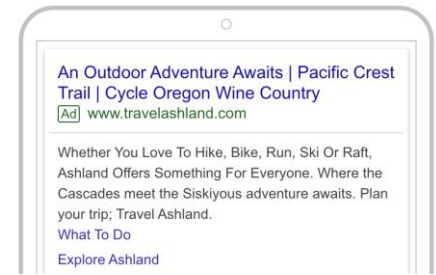 An Outdoor Adventure Awaits | Pacific Crest
Trail | Cycle Oregon Wine Country
Ad www.travelashland.com
Whether You Love To Hike, Bike, Run, Ski Or Raft,
Ashland Offers Something For Everyone. Where the
Cascades meet the Siskiyous adventure awaits. Plan
your trip; Travel Ashland.
What To Do
Explore Ashland